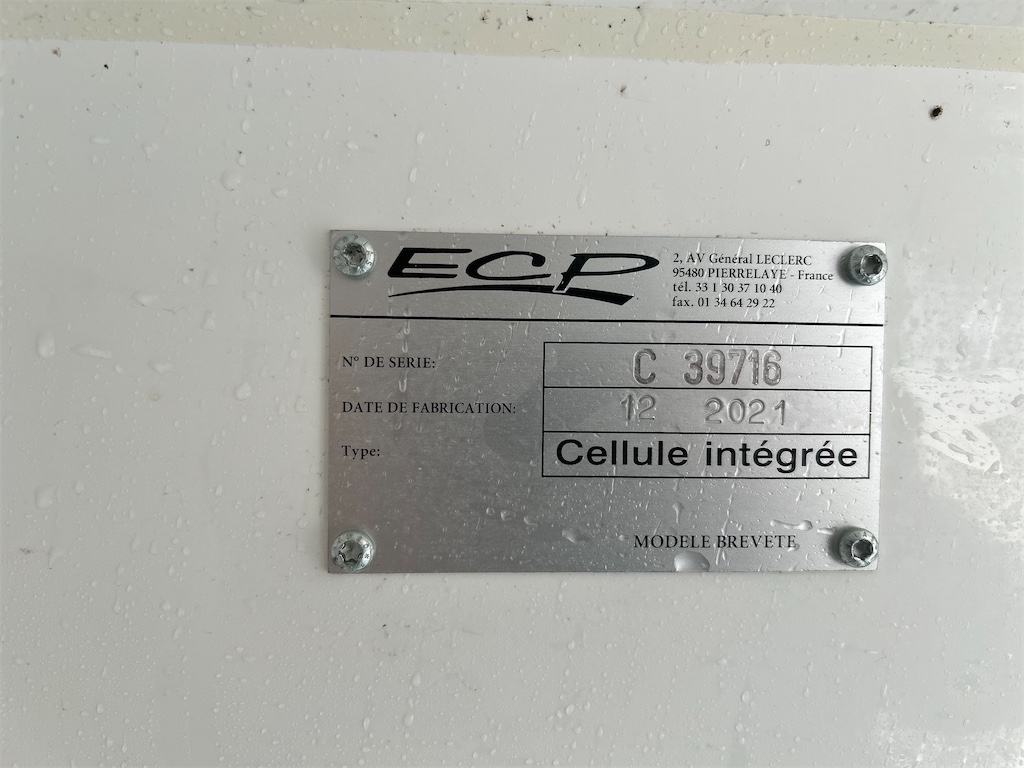 ECP
2, AV Général LECLERC
95480 PIERRELAYE - France
tél. 33 1 30 37 10 40
fax. 01 34 64 29 22
N° DE SERIE: C 39716
DATE DE FABRICATION: 12 2021
Type: Cellule intégrée
MODELE BREVETE